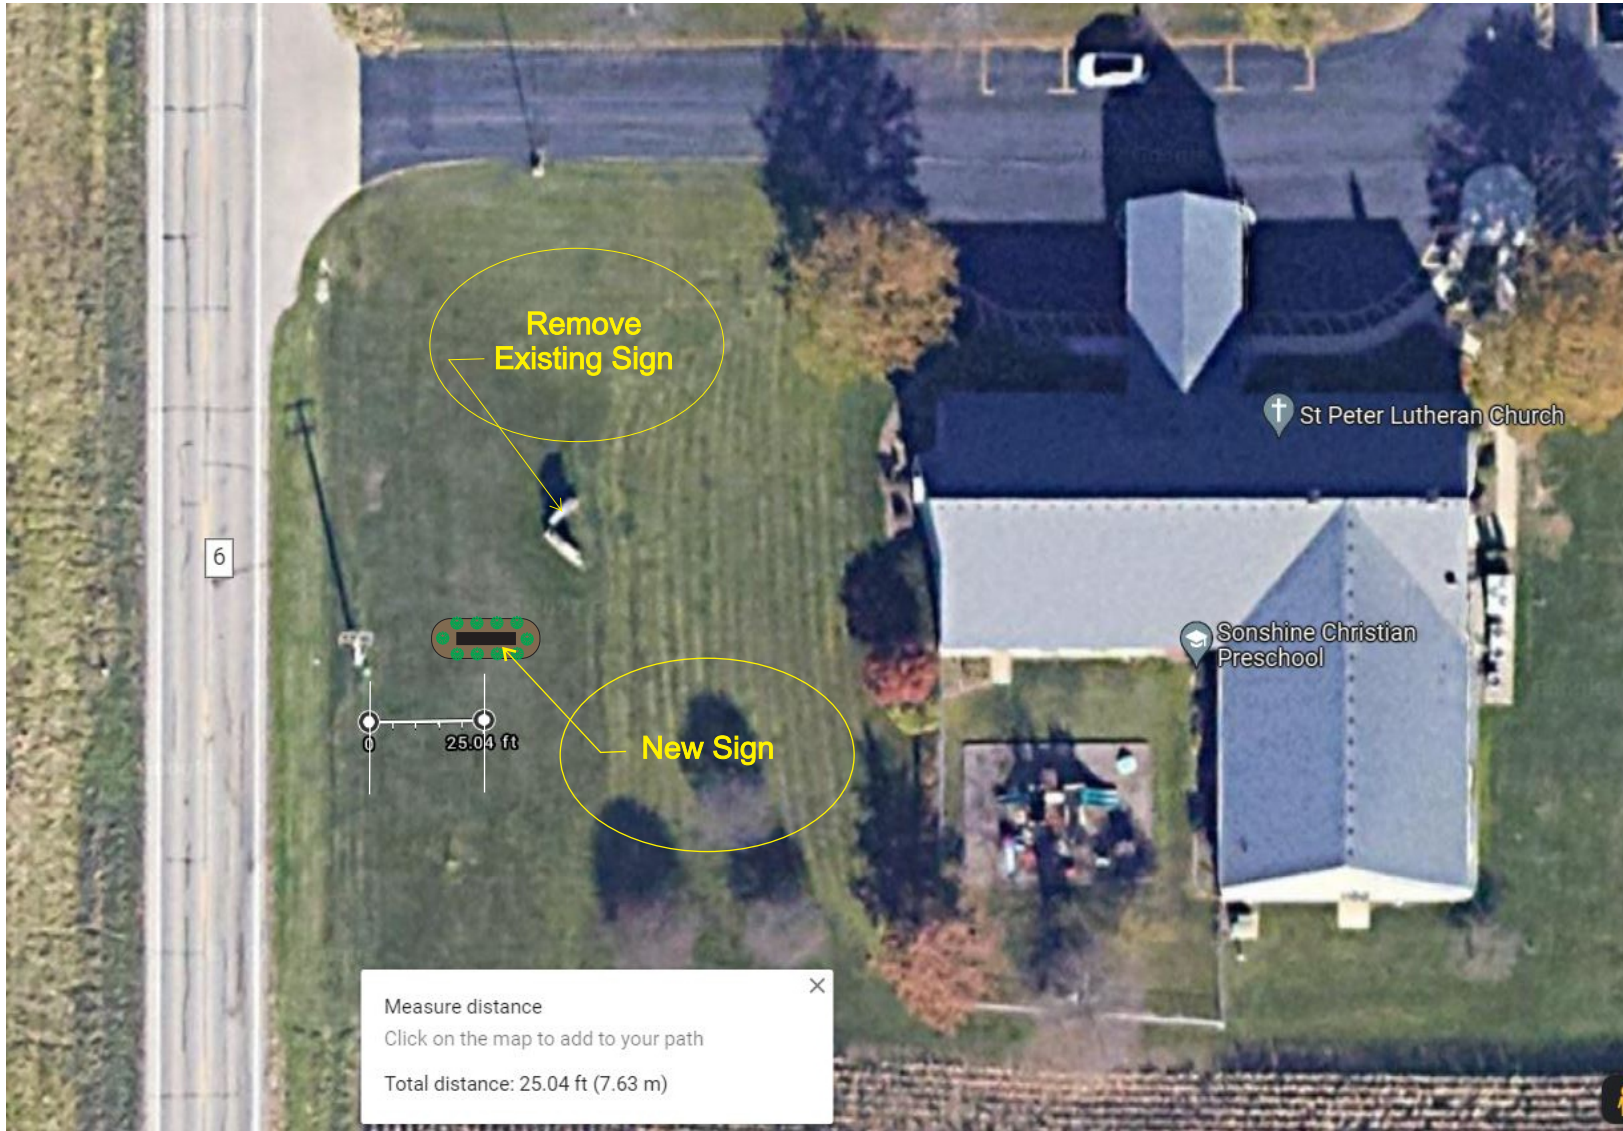 Remove
Existing Sign
St Peter Lutheran Church
6
Sonshine Christian
Preschool
0
25.04 ft
New Sign
Measure distance
Click on the map to add to your path
Total distance: 25.04 ft (7.63 m)